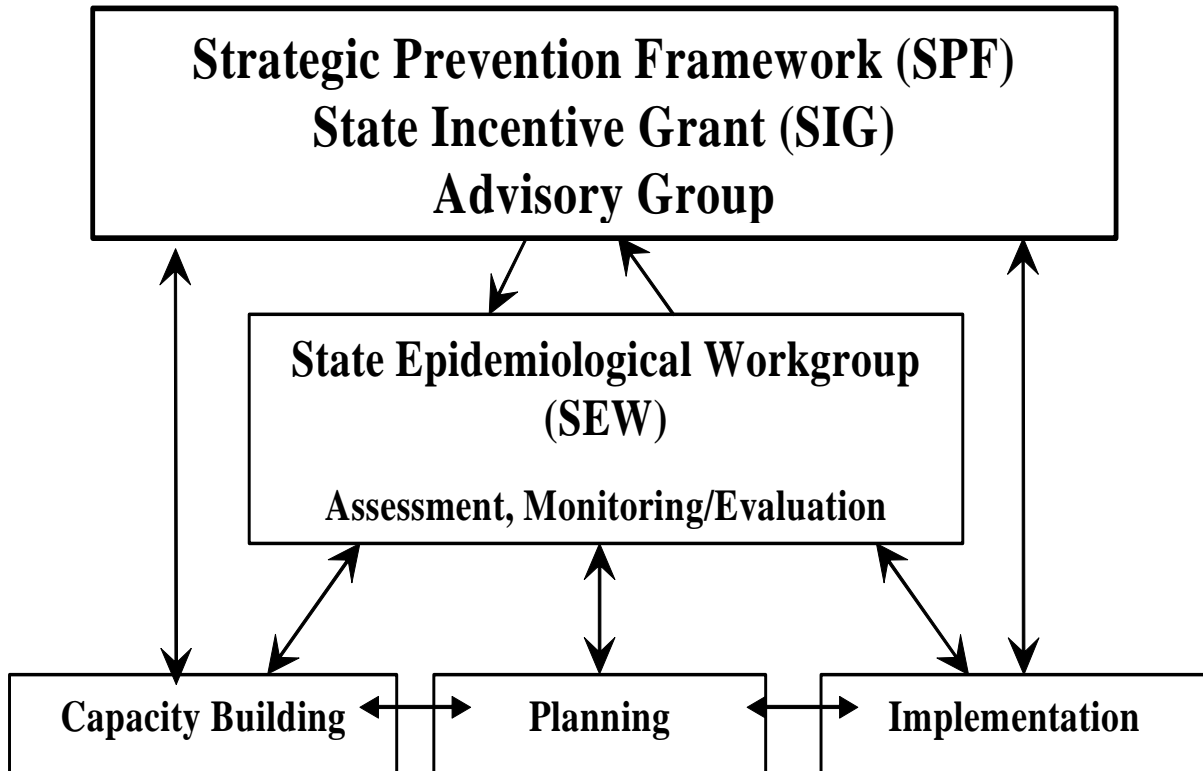 Strategic Prevention Framework (SPF)
State Incentive Grant (SIG)
Advisory Group
State Epidemiological Workgroup
(SEW)
Assessment, Monitoring/Evaluation
Capacity Building
Planning
Implementation